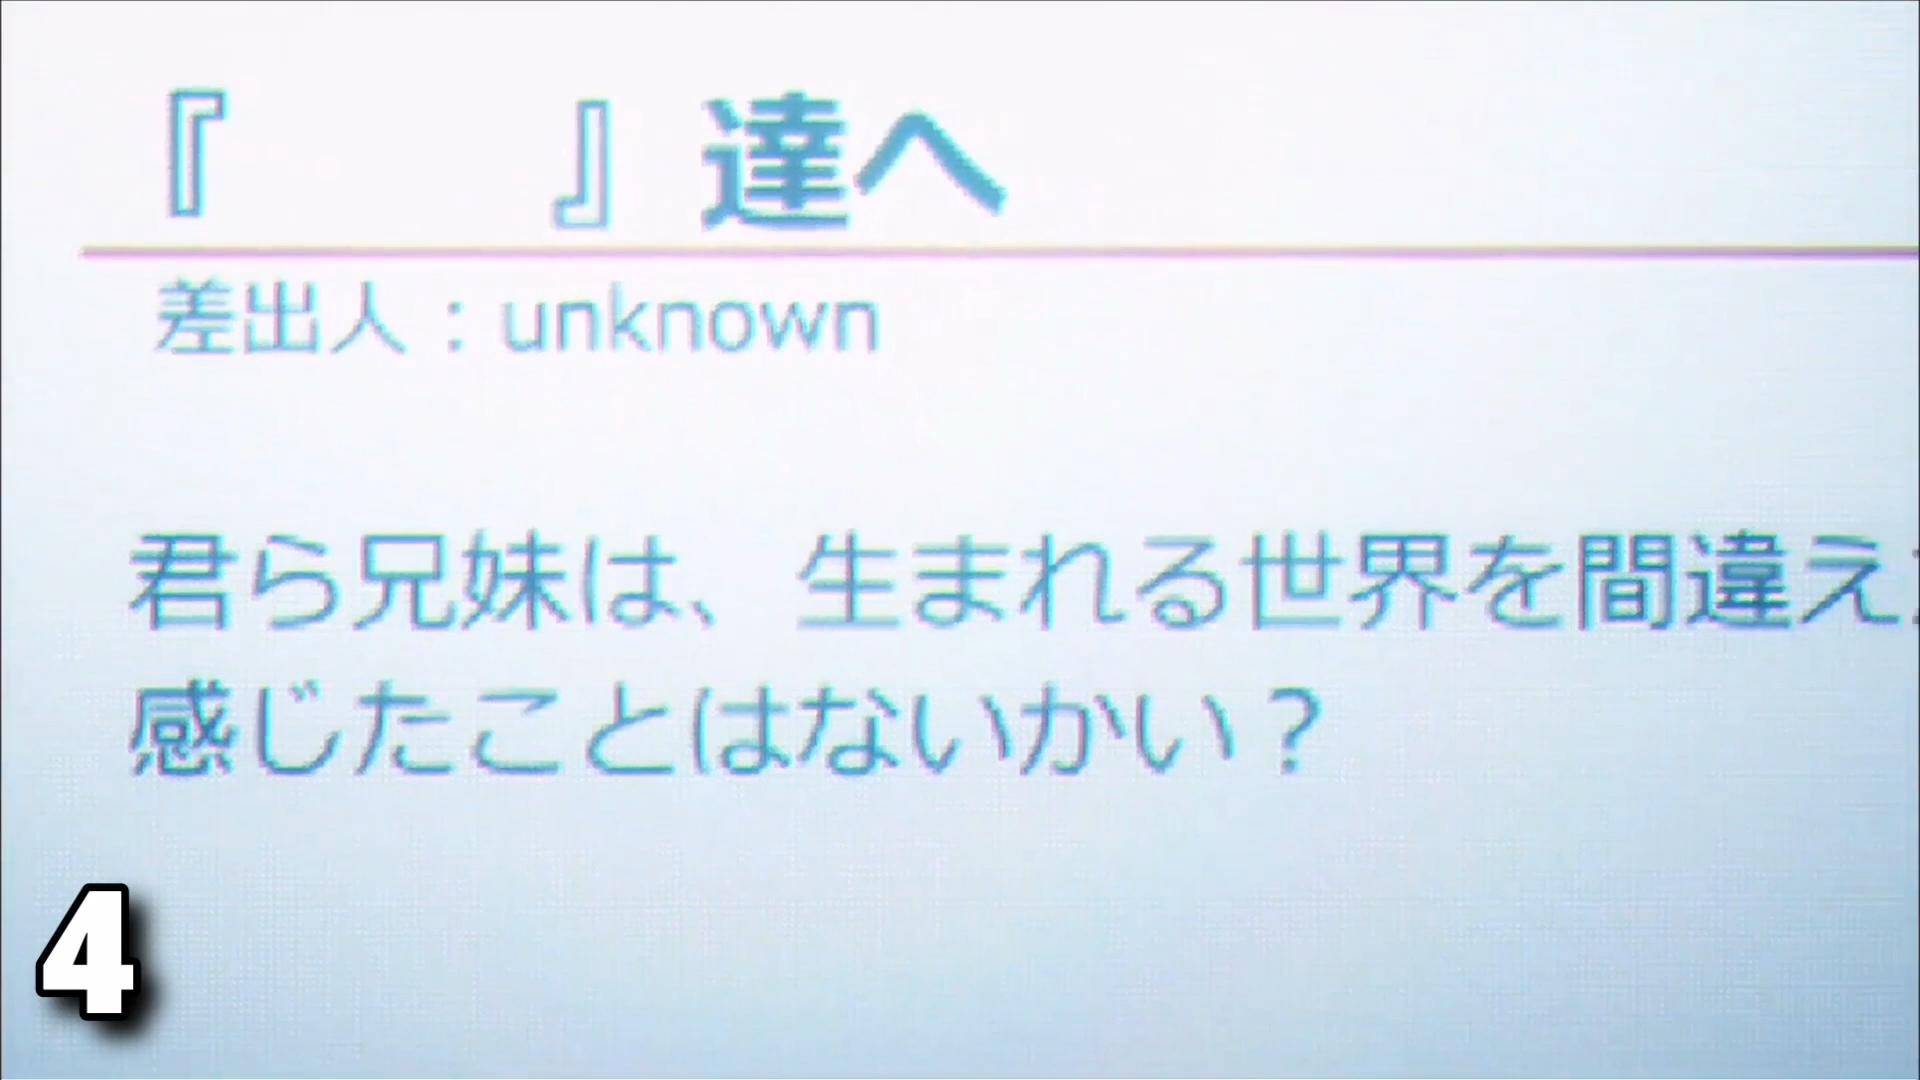 『　　』達へ
差出人：unknown
君ら兄妹は、生まれる世界を間違え
感じたことはないかい？
4